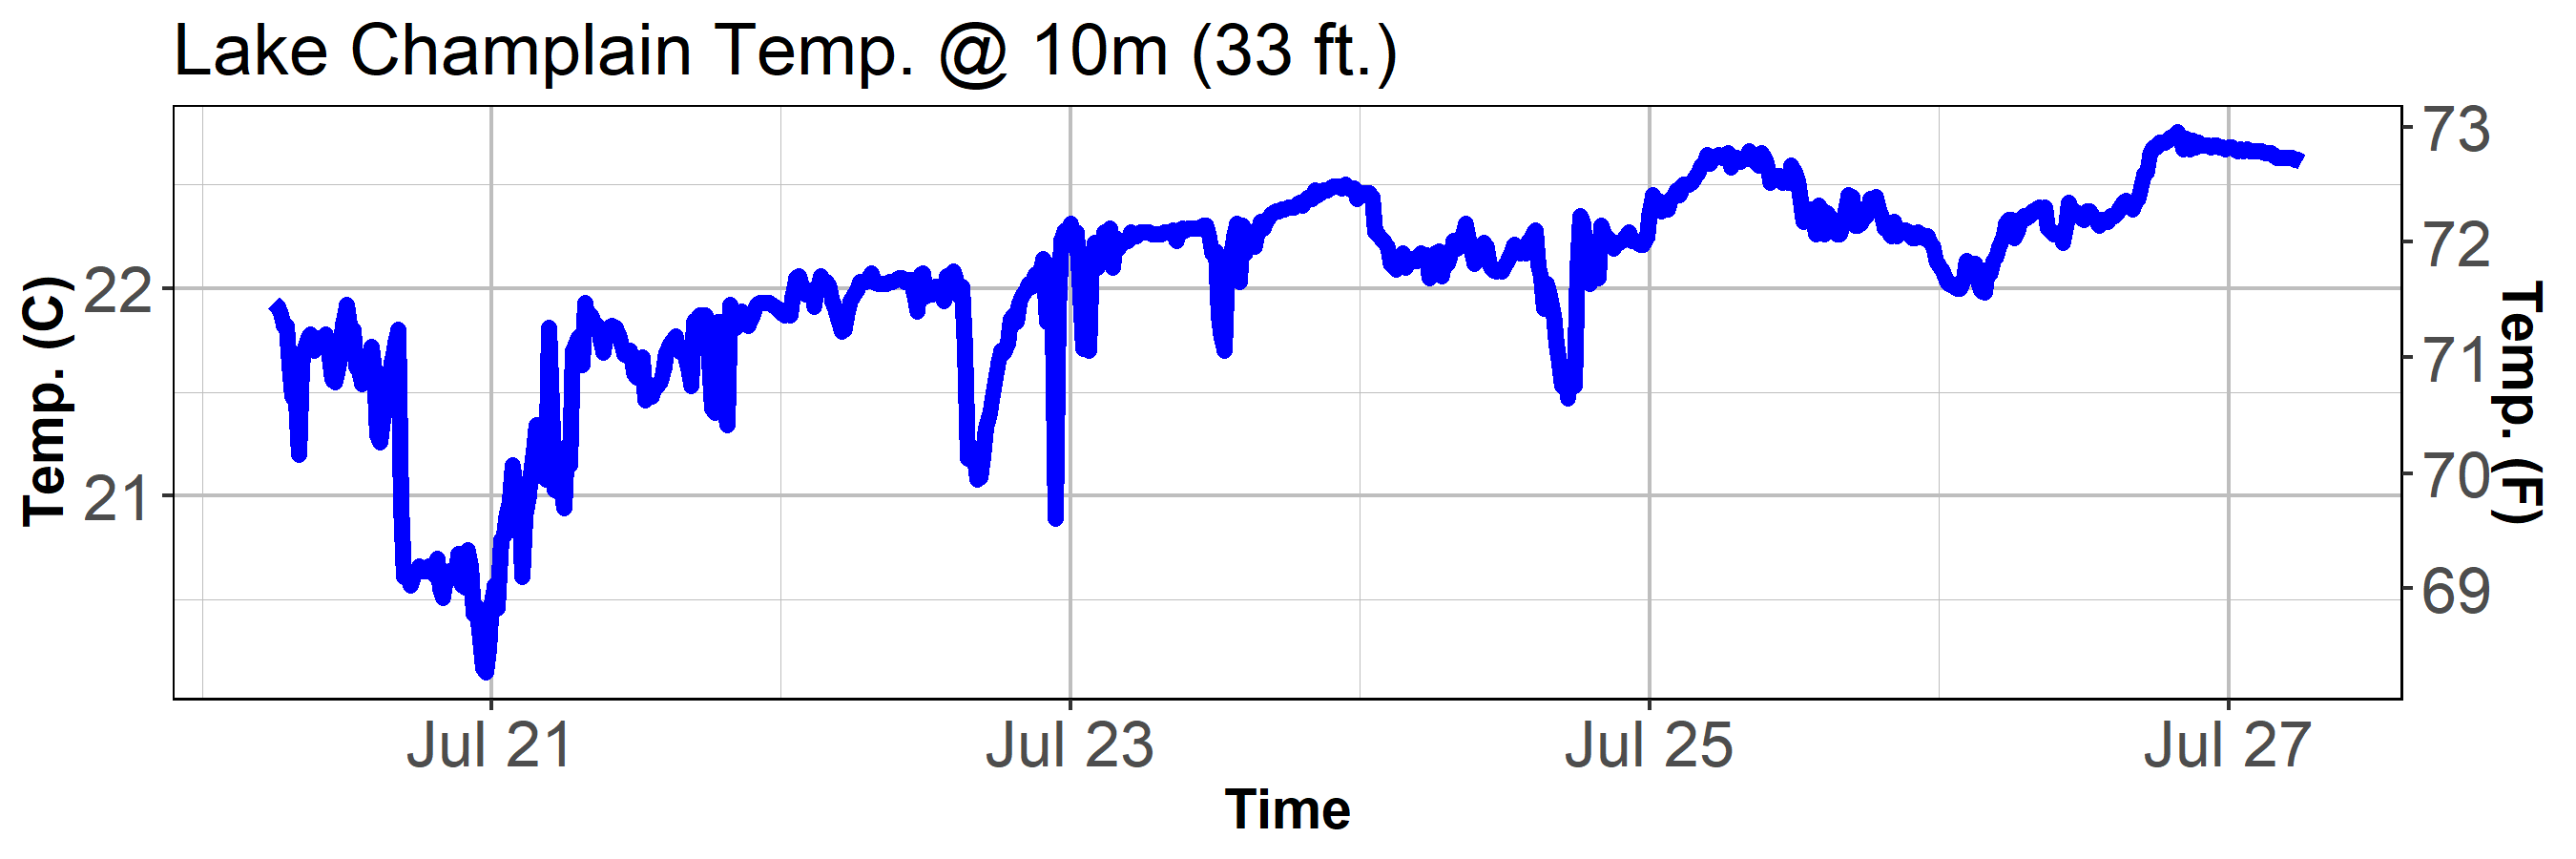 Lake Champlain Temp. @ 10m (33 ft.)
Temp. (C)
22
21
73
72
71
70
69
Temp. (F)
Jul 21 Jul 23 Jul 25 Jul 27
Time